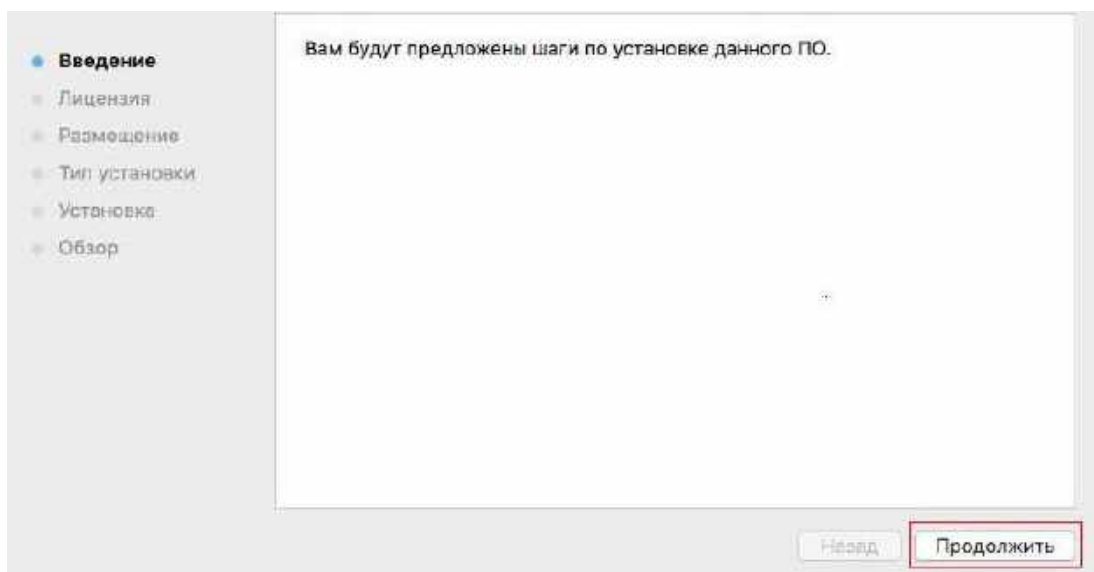 Введение
Лицензия
Размещение
Тип установки
Установка
Обзор
Вам будут предложены шаги по установке данного ПО.
Назад
Продолжить